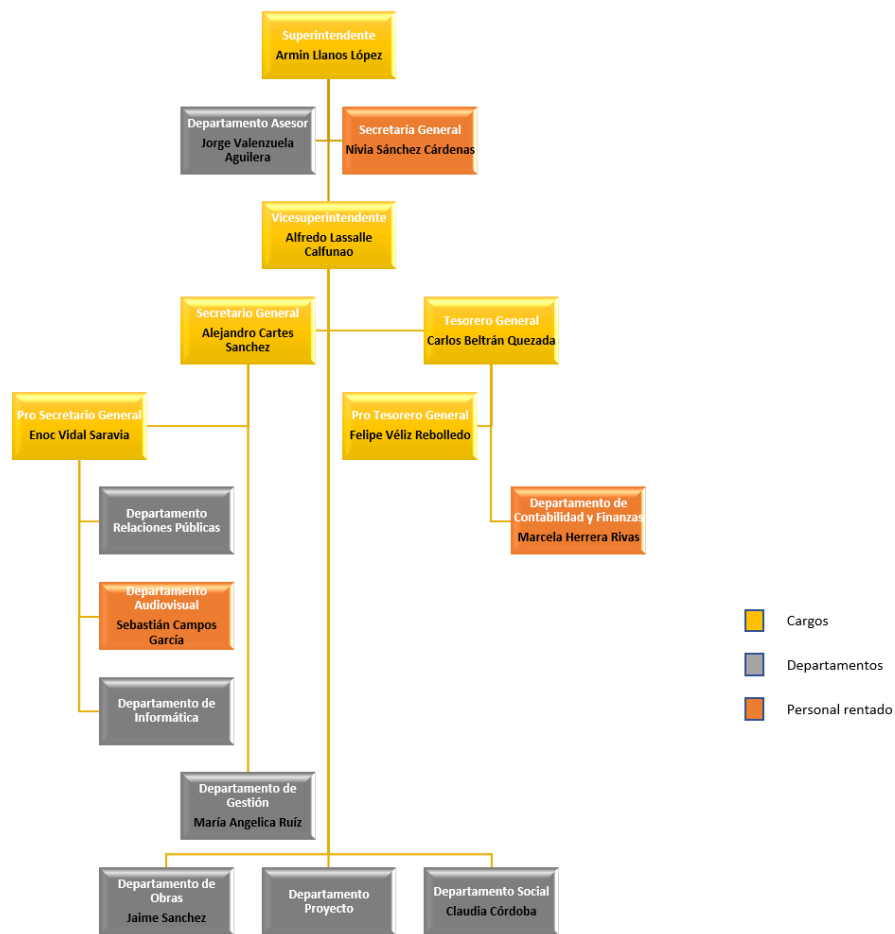 Superintendente
Armin Llanos López
Departamento Asesor
Jorge Valenzuela
Aguilera
Secretaría General
Nivia Sánchez Cárdenas
Vicesuperintendente
Alfredo Lassalle
Calfunao
Secretario General
Alejandro Cartes
Sanchez
Tesorero General
Carlos Beltrán Quezada
Pro Secretario General
Enoc Vidal Saravia
Pro Tesorero General
Felipe Véliz Rebolledo
Departamento
Relaciones Públicas
Departamento de
Contabilidad y Finanzas
Marcela Herrera Rivas
Departamento
Audiovisual
Sebastián Campos
García
Departamento de
Informática
Departamento de
Gestión
María Angelica Ruíz
Departamento de
Obras
Jaime Sanchez
Departamento
Proyecto
Departamento Social
Claudia Córdoba
Cargos
Departamentos
Personal rentado